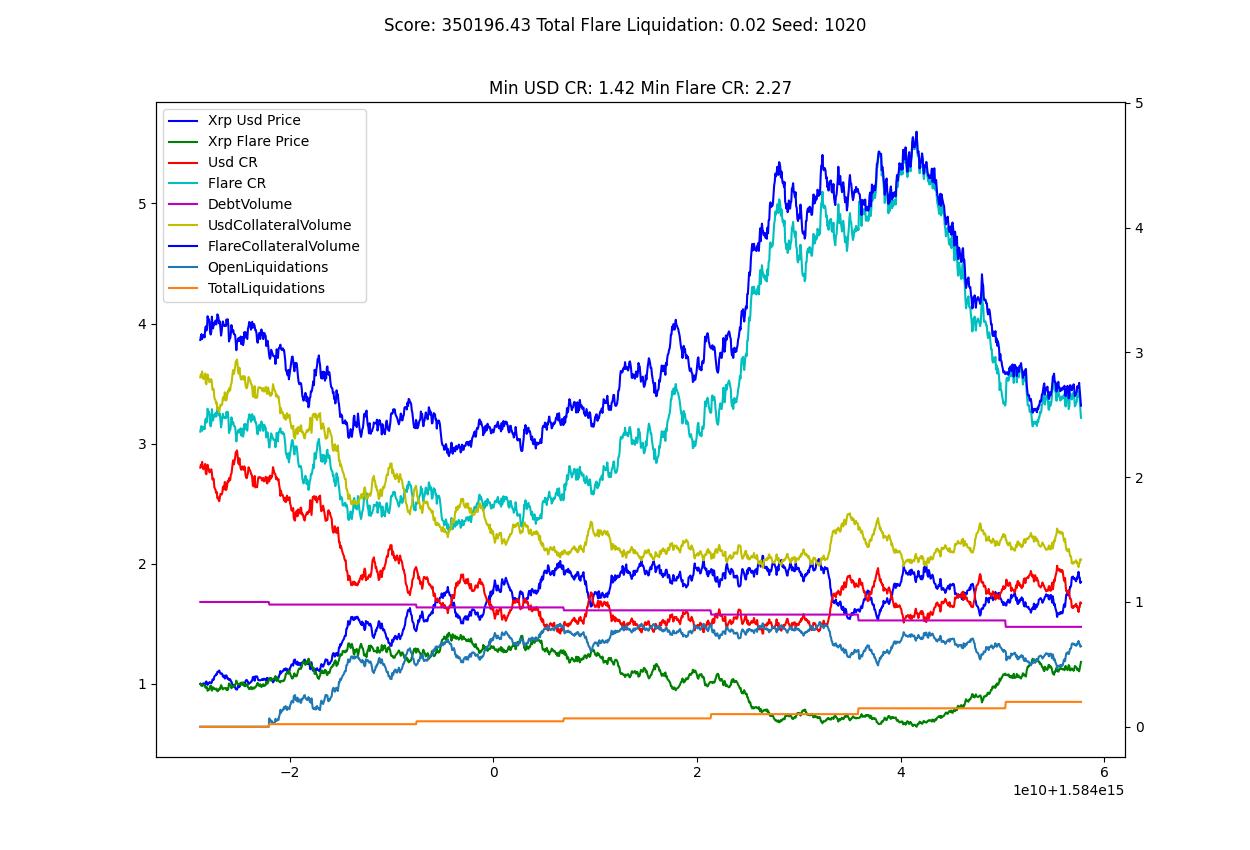 Score: 350196.43 Total Flare Liquidation: 0.02 Seed: 1020
Min USD CR: 1.42 Min Flare CR: 2.27
Xrp Usd Price
Xrp Flare Price
Usd CR
Flare CR
DebtVolume
UsdCollateralVolume
FlareCollateralVolume
OpenLiquidations
TotalLiquidations
5
4
3
2
1
5
4
3
2
1
0
−2 0 2 4 6
1e10+1.584e15